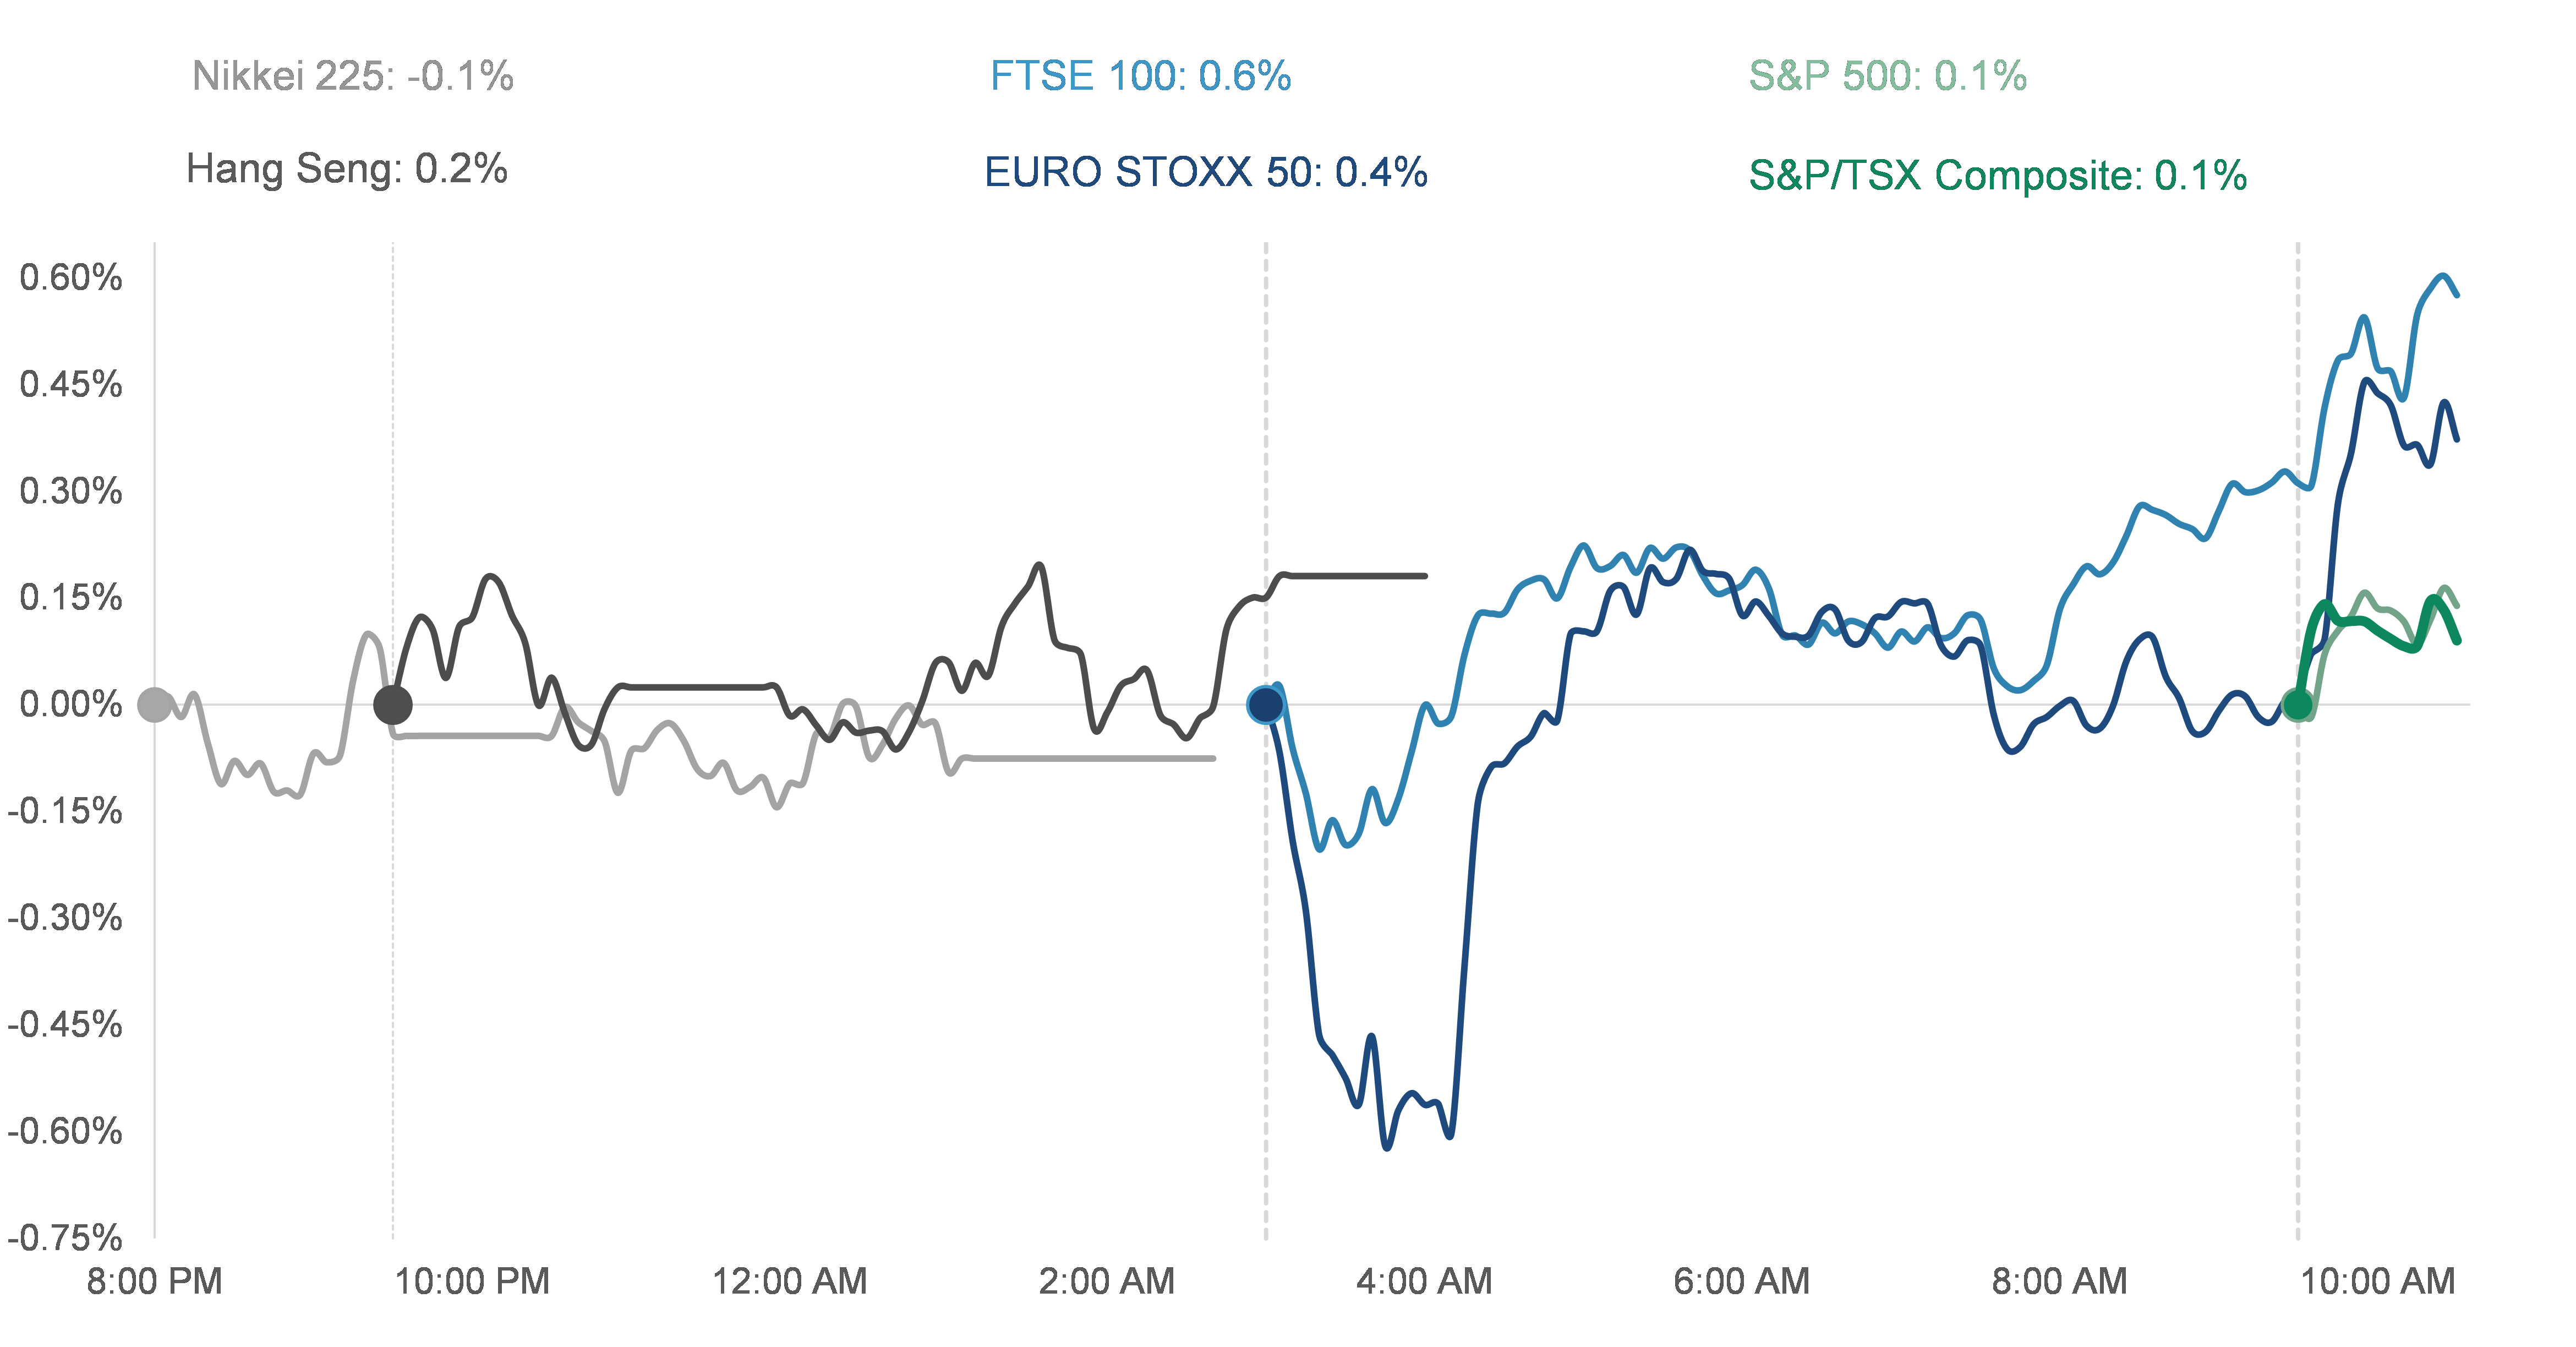 Nikkei 225: -0.1%
FTSE 100: 0.6%
S&P 500: 0.1%
Hang Seng: 0.2%
EURO STOXX 50: 0.4%
S&P/TSX Composite: 0.1%
0.60%
0.45%
0.30%
0.15%
0.00%
-0.15%
-0.30%
-0.45%
-0.60%
-0.75%
8:00 PM
10:00 PM
12:00 AM
2:00 AM
4:00 AM
6:00 AM
8:00 AM
10:00 AM